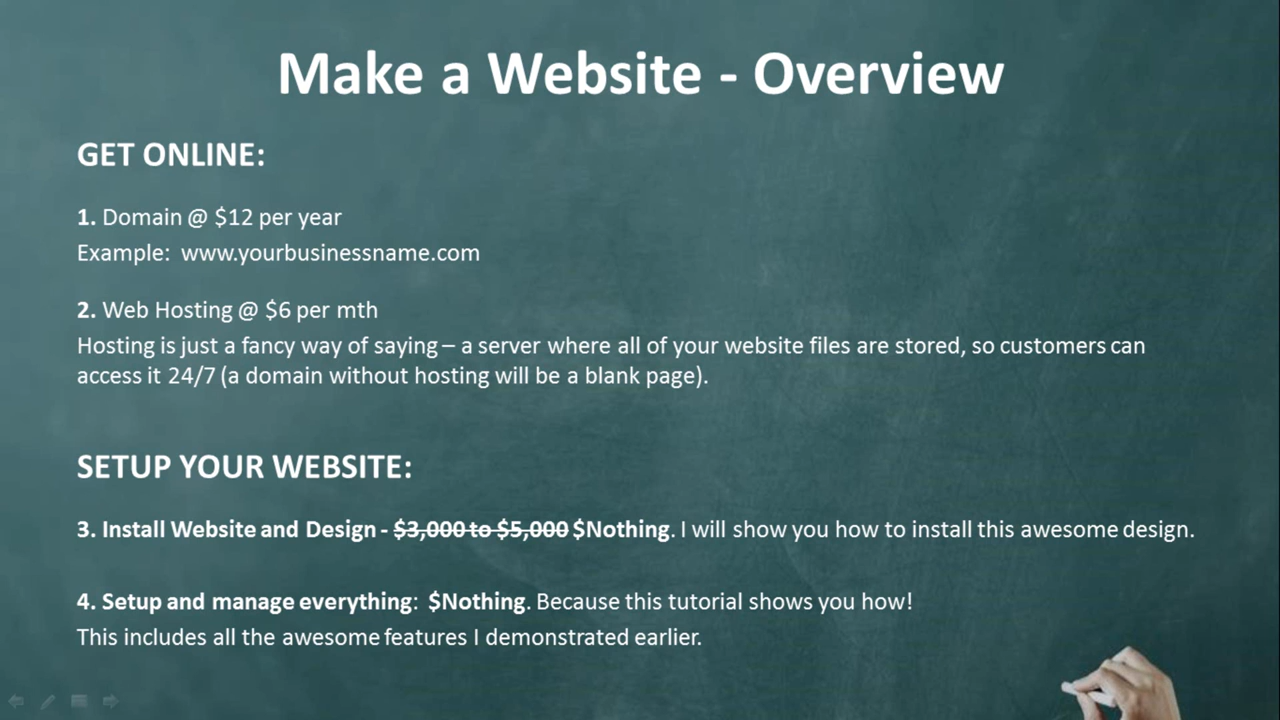 Make a Website - Overview
GET ONLINE:
1. Domain @ $12 per year
Example:  www.yourbusinessname.com
2. Web Hosting @ $6 per mth
Hosting is just a fancy way of saying – a server where all of your website files are stored, so customers can
access it 24/7 (a domain without hosting will be a blank page).
SETUP YOUR WEBSITE:
3. Install Website and Design - $3,000 to $5,000 $Nothing. I will show you how to install this awesome design.
4. Setup and manage everything:  $Nothing. Because this tutorial shows you how!
This includes all the awesome features I demonstrated earlier.